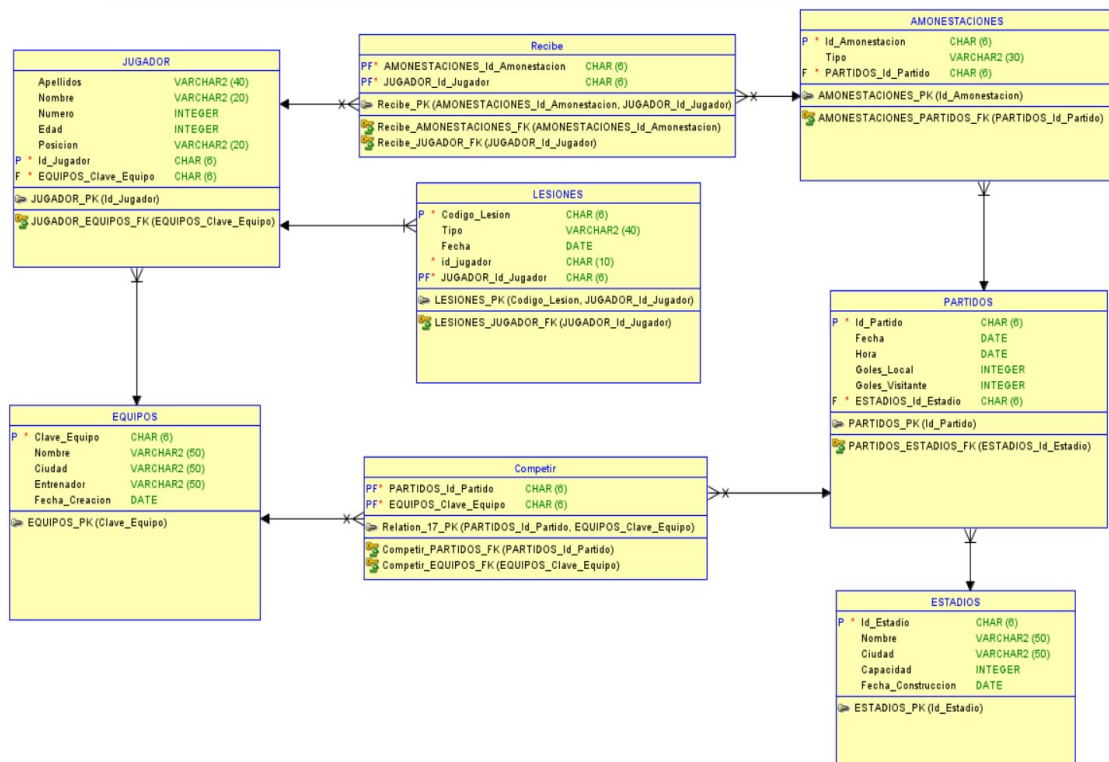 JUGADOR
Apellidos VARCHAR2 (40)
Nombre VARCHAR2 (20)
Numero INTEGER
Edad INTEGER
Posicion VARCHAR2 (20)
P * Id_Jugador CHAR (6)
F * EQUIPOS_Clave_Equipo CHAR (6)
JUGADOR_PK (Id_Jugador)
JUGADOR_EQUIPOS_FK (EQUIPOS_Clave_Equipo)
Recibe
PF* AMONESTACIONES_Id_Amonestacion CHAR (6)
PF* JUGADOR_Id_Jugador CHAR (6)
Recibe_PK (AMONESTACIONES_Id_Amonestacion, JUGADOR_Id_Jugador)
Recibe_AMONESTACIONES_FK (AMONESTACIONES_Id_Amonestacion)
Recibe_JUGADOR_FK (JUGADOR_Id_Jugador)
AMONESTACIONES
P * Id_Amonestacion CHAR (6)
Tipo VARCHAR2 (30)
F * PARTIDOS_Id_Partido CHAR (6)
AMONESTACIONES_PK (Id_Amonestacion)
AMONESTACIONES_PARTIDOS_FK (PARTIDOS_Id_Partido)
LESIONES
P * Codigo_Lesion CHAR (6)
Tipo VARCHAR2 (40)
Fecha DATE
* id_jugador CHAR (10)
PF* JUGADOR_Id_Jugador CHAR (6)
LESIONES_PK (Codigo_Lesion, JUGADOR_Id_Jugador)
LESIONES_JUGADOR_FK (JUGADOR_Id_Jugador)
PARTIDOS
P * Id_Partido CHAR (6)
Fecha DATE
Hora DATE
Goles_Local INTEGER
Goles_Visitante INTEGER
F * ESTADIOS_Id_Estadio CHAR (6)
PARTIDOS_PK (Id_Partido)
PARTIDOS_ESTADIOS_FK (ESTADIOS_Id_Estadio)
EQUIPOS
P * Clave_Equipo CHAR (6)
Nombre VARCHAR2 (50)
Ciudad VARCHAR2 (50)
Entrenador VARCHAR2 (50)
Fecha_Creacion DATE
EQUIPOS_PK (Clave_Equipo)
Competir
PF* PARTIDOS_Id_Partido CHAR (6)
PF* EQUIPOS_Clave_Equipo CHAR (6)
Relation_17_PK (PARTIDOS_Id_Partido, EQUIPOS_Clave_Equipo)
Competir_PARTIDOS_FK (PARTIDOS_Id_Partido)
Competir_EQUIPOS_FK (EQUIPOS_Clave_Equipo)
ESTADIOS
P * Id_Estadio CHAR (6)
Nombre VARCHAR2 (50)
Ciudad VARCHAR2 (50)
Capacidad INTEGER
Fecha_Construccion DATE
ESTADIOS_PK (Id_Estadio)